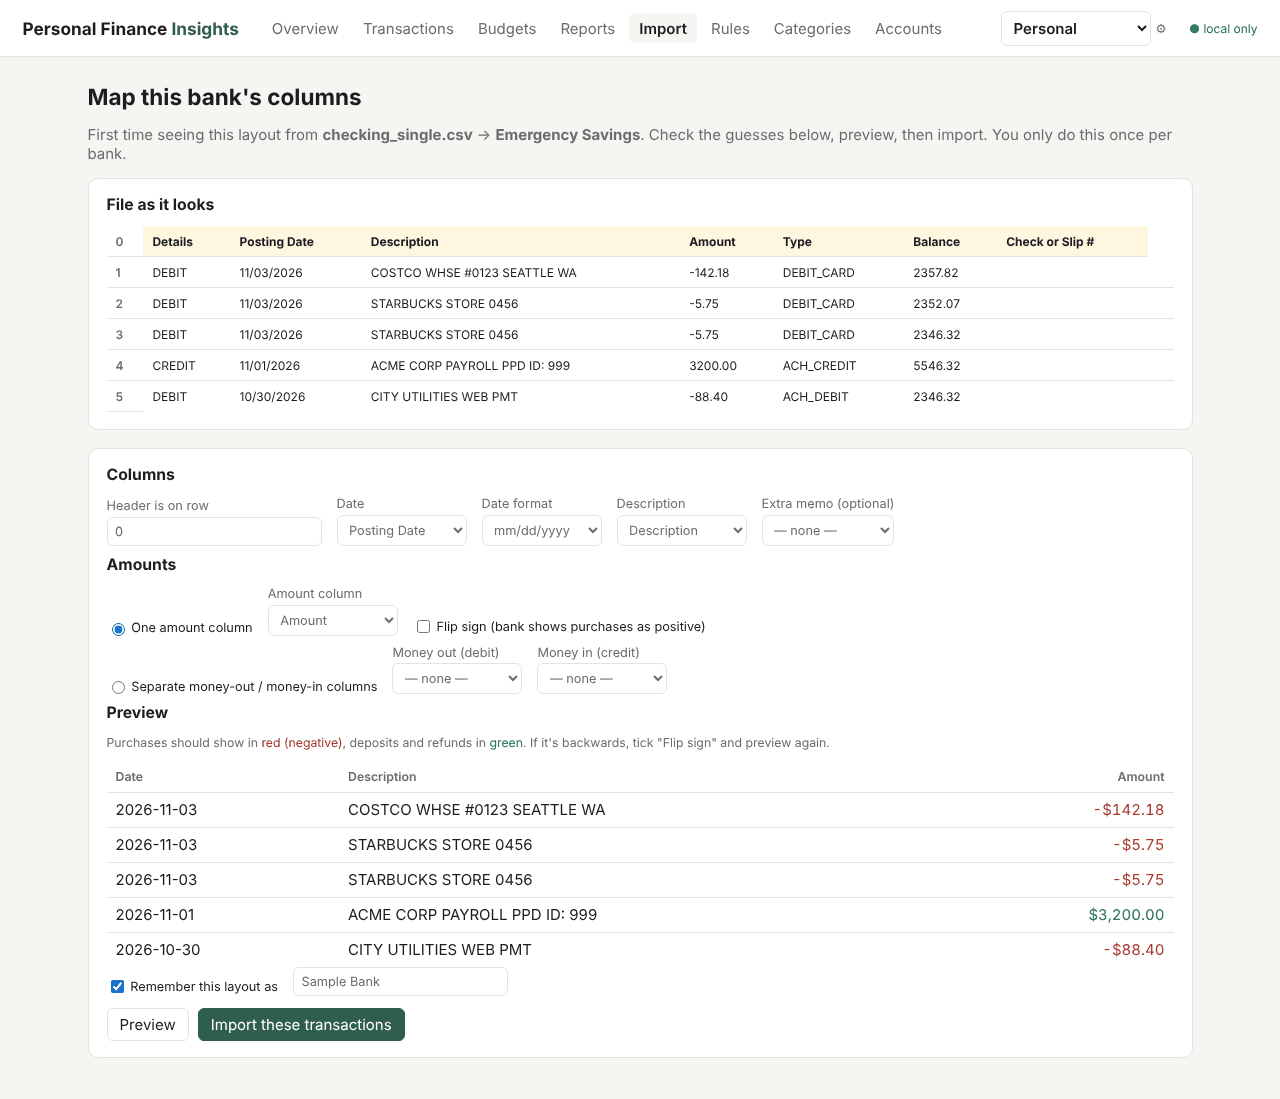 Personal Finance Insights Overview Transactions Budgets Reports Import Rules Categories Accounts Personal ⚙ local only
Map this bank's columns
First time seeing this layout from checking_single.csv → Emergency Savings. Check the guesses below, preview, then import. You only do this once per
bank.
File as it looks
0 Details Posting Date Description Amount Type Balance Check or Slip #
1 DEBIT 11/03/2026 COSTCO WHSE #0123 SEATTLE WA -142.18 DEBIT_CARD 2357.82
2 DEBIT 11/03/2026 STARBUCKS STORE 0456 -5.75 DEBIT_CARD 2352.07
3 DEBIT 11/03/2026 STARBUCKS STORE 0456 -5.75 DEBIT_CARD 2346.32
4 CREDIT 11/01/2026 ACME CORP PAYROLL PPD ID: 999 3200.00 ACH_CREDIT 5546.32
5 DEBIT 10/30/2026 CITY UTILITIES WEB PMT -88.40 ACH_DEBIT 2346.32
Columns
Header is on row Date Date format Description Extra memo (optional)
0 Posting Date mm/dd/yyyy Description — none —
Amounts
Amount column
One amount column Amount Flip sign (bank shows purchases as positive)
Money out (debit) Money in (credit)
Separate money-out / money-in columns — none — — none —
Preview
Purchases should show in red (negative), deposits and refunds in green. If it's backwards, tick "Flip sign" and preview again.
Date Description Amount
2026-11-03 COSTCO WHSE #0123 SEATTLE WA -$142.18
2026-11-03 STARBUCKS STORE 0456 -$5.75
2026-11-03 STARBUCKS STORE 0456 -$5.75
2026-11-01 ACME CORP PAYROLL PPD ID: 999 $3,200.00
2026-10-30 CITY UTILITIES WEB PMT -$88.40
Remember this layout as Sample Bank
Preview Import these transactions